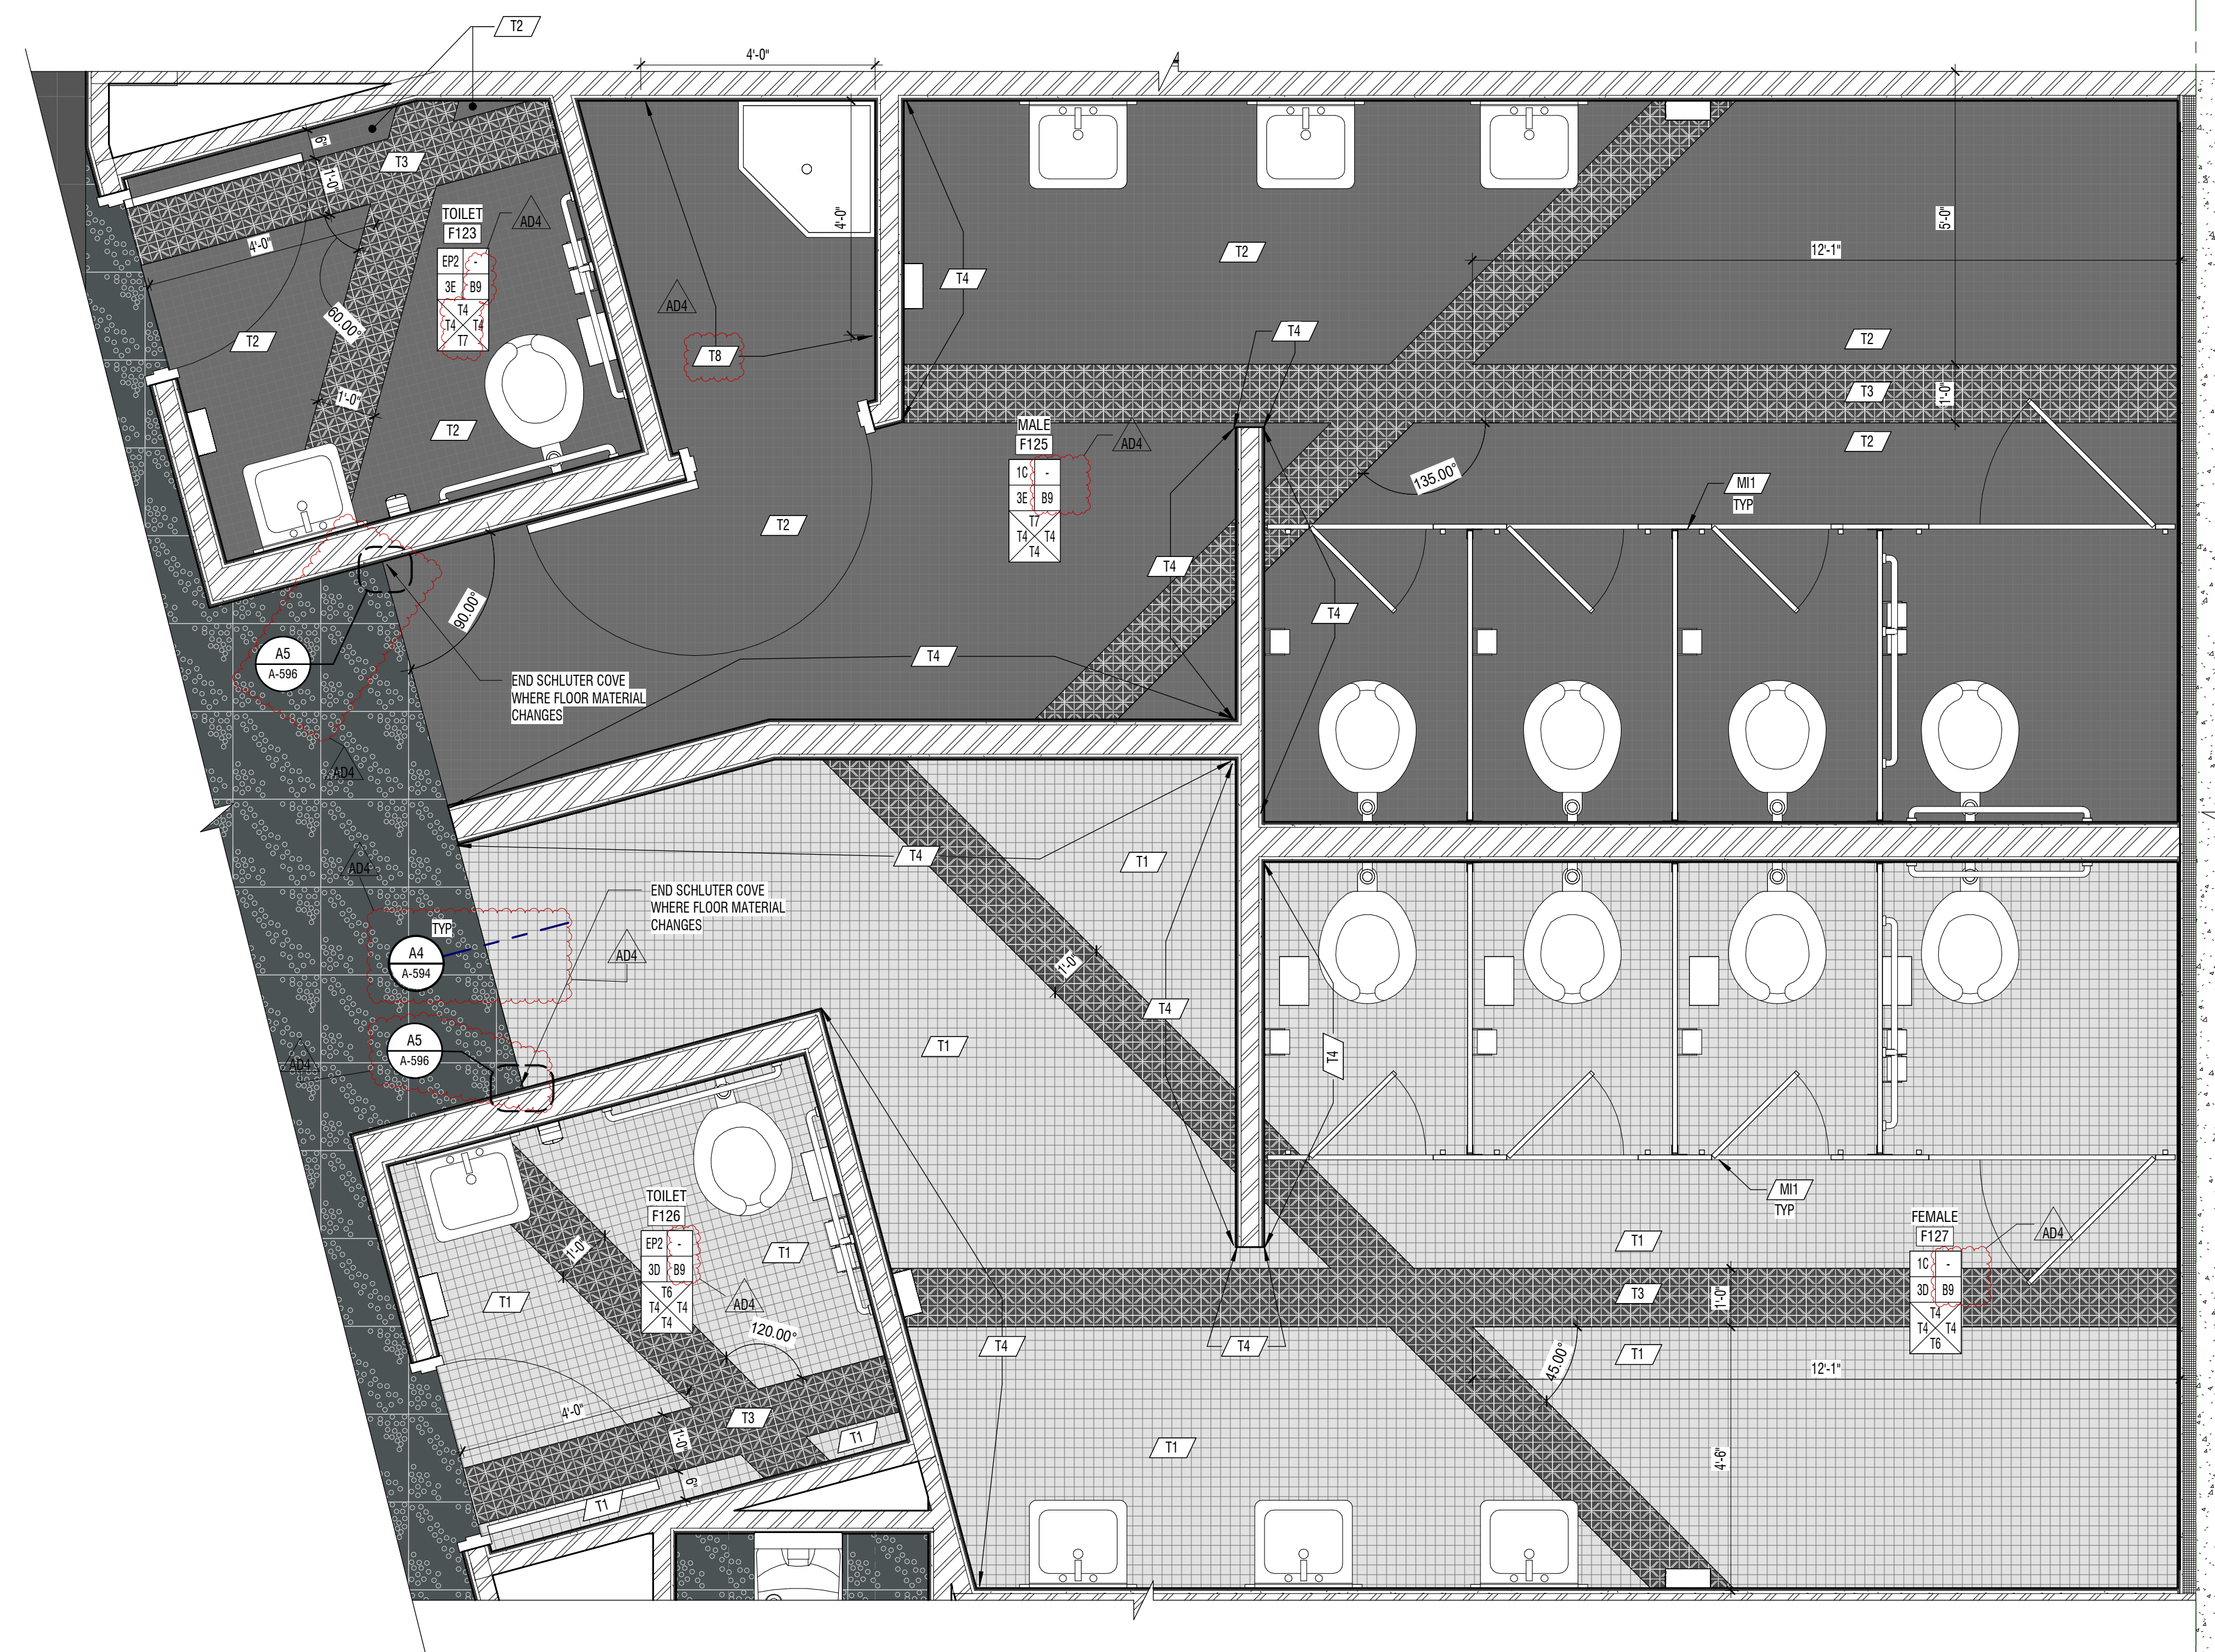 T2
4'-0"
6"
T3
1'-0"
TOILET
F123
AD4
4'-0"
EP2 -
3E B9
T4
T4 T4
T7
60.00°
T2
1'-0"
T2
4'-0"
AD4
T8
T4
T2
5'-0"
12'-1"
T4
T2
T3
1'-0"
T2
MALE
F125
AD4
1C -
3E B9
T7
T4 T4
T4
135.00°
MI1
TYP
T2
T4
T4
90.00°
A5
A-596
T4
END SCHLUTER COVE
WHERE FLOOR MATERIAL
CHANGES
AD4
T4
T1
AD4
END SCHLUTER COVE
WHERE FLOOR MATERIAL
CHANGES
TYP
A4
A-594
AD4
1'-0"
T4
T1
T4
A5
A-596
AD4
MI1
TYP
TOILET
F126
EP2 -
3D B9
T6
T4 T4
T4
1'-0"
T1
T1
AD4
120.00°
T1
T3
1'-0"
T1
FEMALE
F127
AD4
1C -
3D B9
T4
T4 T4
T6
T4
T4
45.00°
12'-1"
4'-0"
T3
1'-0"
T1
6"
T1
T1
4'-6"